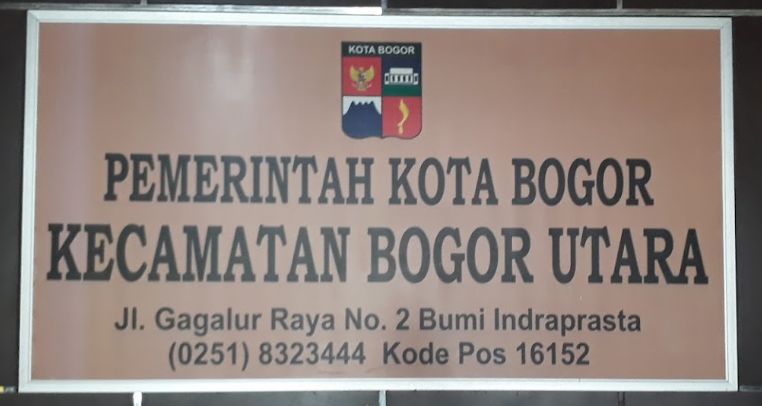 KOTA BOGOR
PEMERINTAH KOTA BOGOR
KECAMATAN BOGOR UTARA
Jl. Gagalur Raya No. 2 Bumi Indraprasta
(0251) 8323444 Kode Pos 16152